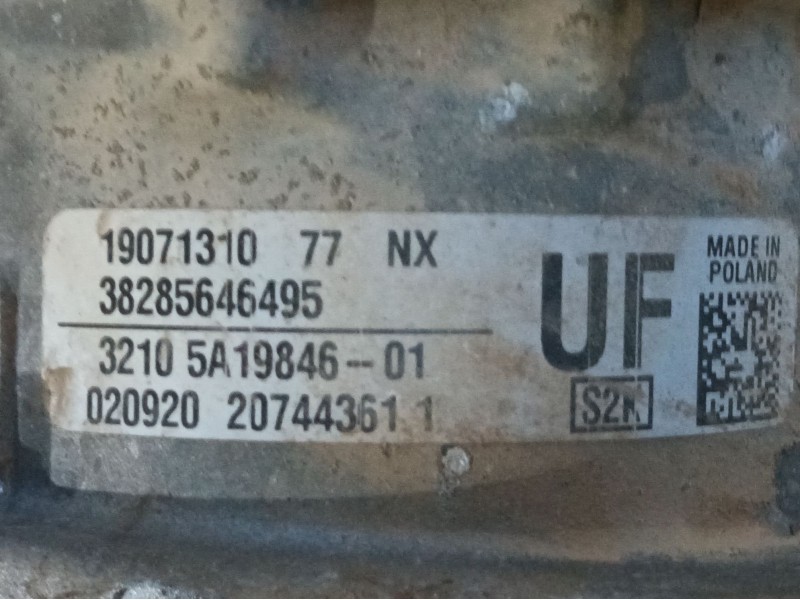 19071310 77 NX
38285646495
3210 5A19846-01
020920 20744361 1
UF
S2K
MADE IN
POLAND